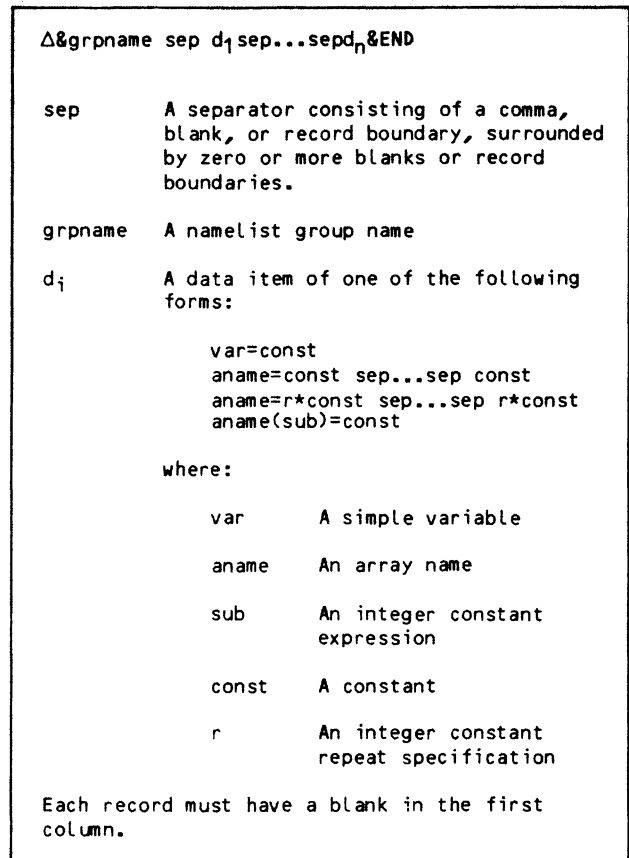 Δ&grpname sep d1sep...sepdn&END
sep A separator consisting of a comma,
blank, or record boundary, surrounded
by zero or more blanks or record
boundaries.
grpname A namelist group name
di A data item of one of the following
forms:
var=const
aname=const sep...sep const
aname=r*const sep...sep r*const
aname(sub)=const
where:
var A simple variable
aname An array name
sub An integer constant
expression
const A constant
r An integer constant
repeat specification
Each record must have a blank in the first
column.